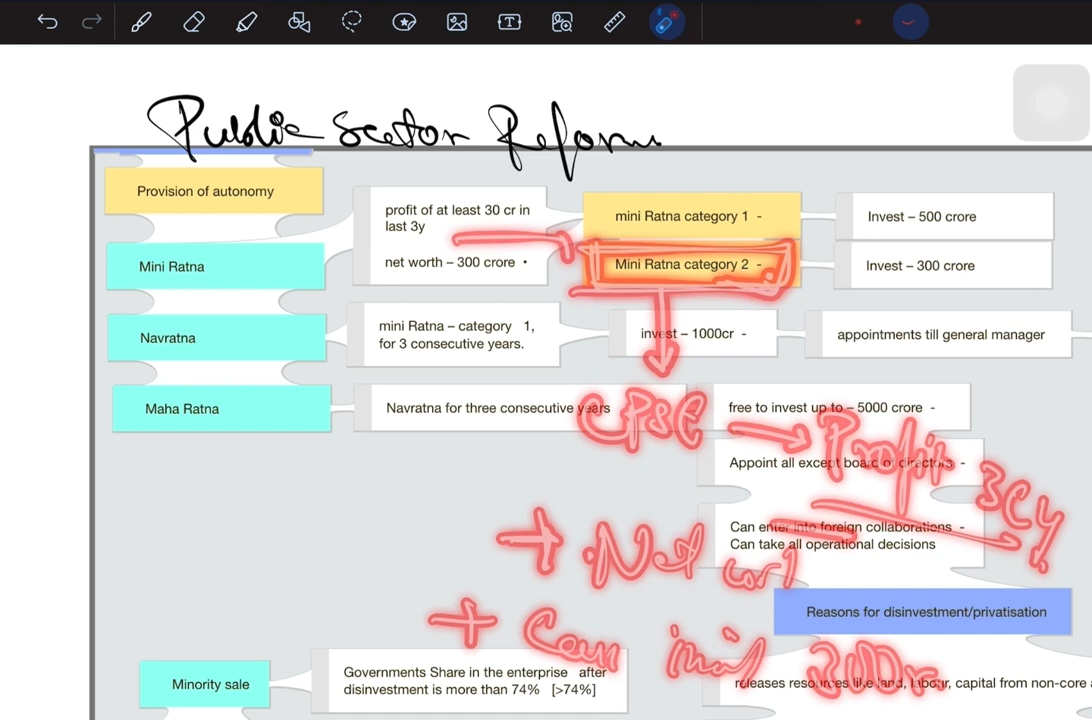 Public Sector Reform
Provision of autonomy
profit of at least 30 cr in
last 3y
net worth – 300 crore •
mini Ratna category 1 -
Invest – 500 crore
Mini Ratna
Mini Ratna category 2 -
Invest – 300 crore
Navratna
mini Ratna – category 1,
for 3 consecutive years.
invest – 1000cr -
appointments till general manager
Maha Ratna
Navratna for three consecutive years
free to invest up to – 5000 crore -
CPSE → Profit 3CY
Appoint all except board of directors -
Can enter into foreign collaborations -
Can take all operational decisions
+ Net
+ Can
Reasons for disinvestment/privatisation
Minority sale
Governments Share in the enterprise after
disinvestment is more than 74% [>74%]
releases resources like land, labour, capital from non-core